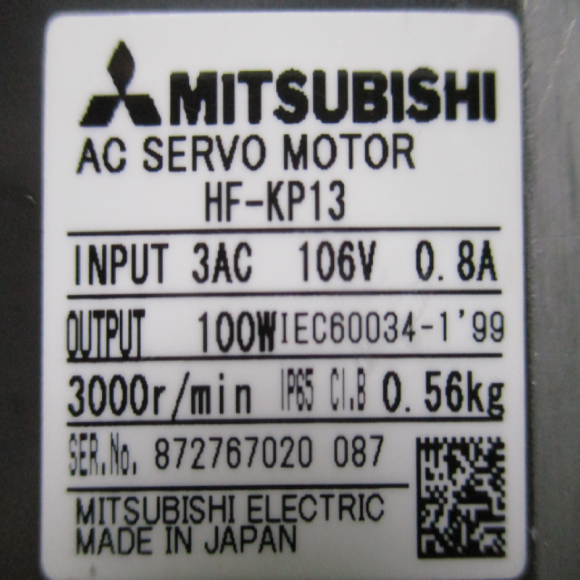 MITSUBISHI
AC SERVO MOTOR
HF-KP13
INPUT 3AC 106V 0.8A
OUTPUT 100W IEC60034-1'99
3000r/min IP65 CI.B 0.56kg
SER.No. 872767020 087
MITSUBISHI ELECTRIC
MADE IN JAPAN